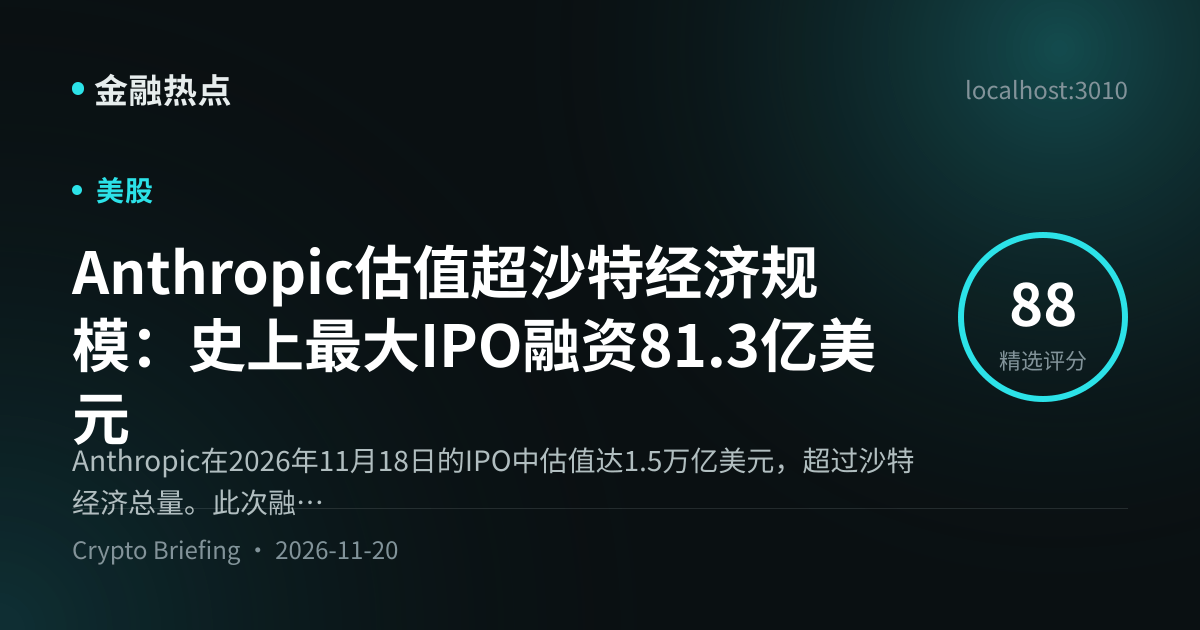 金融热点
localhost:3010
美股
Anthropic估值超沙特经济规
模：史上最大IPO融资81.3亿美
元
88
精选评分
Anthropic在2026年11月18日的IPO中估值达1.5万亿美元，超过沙特
经济总量。此次融…
Crypto Briefing · 2026-11-20